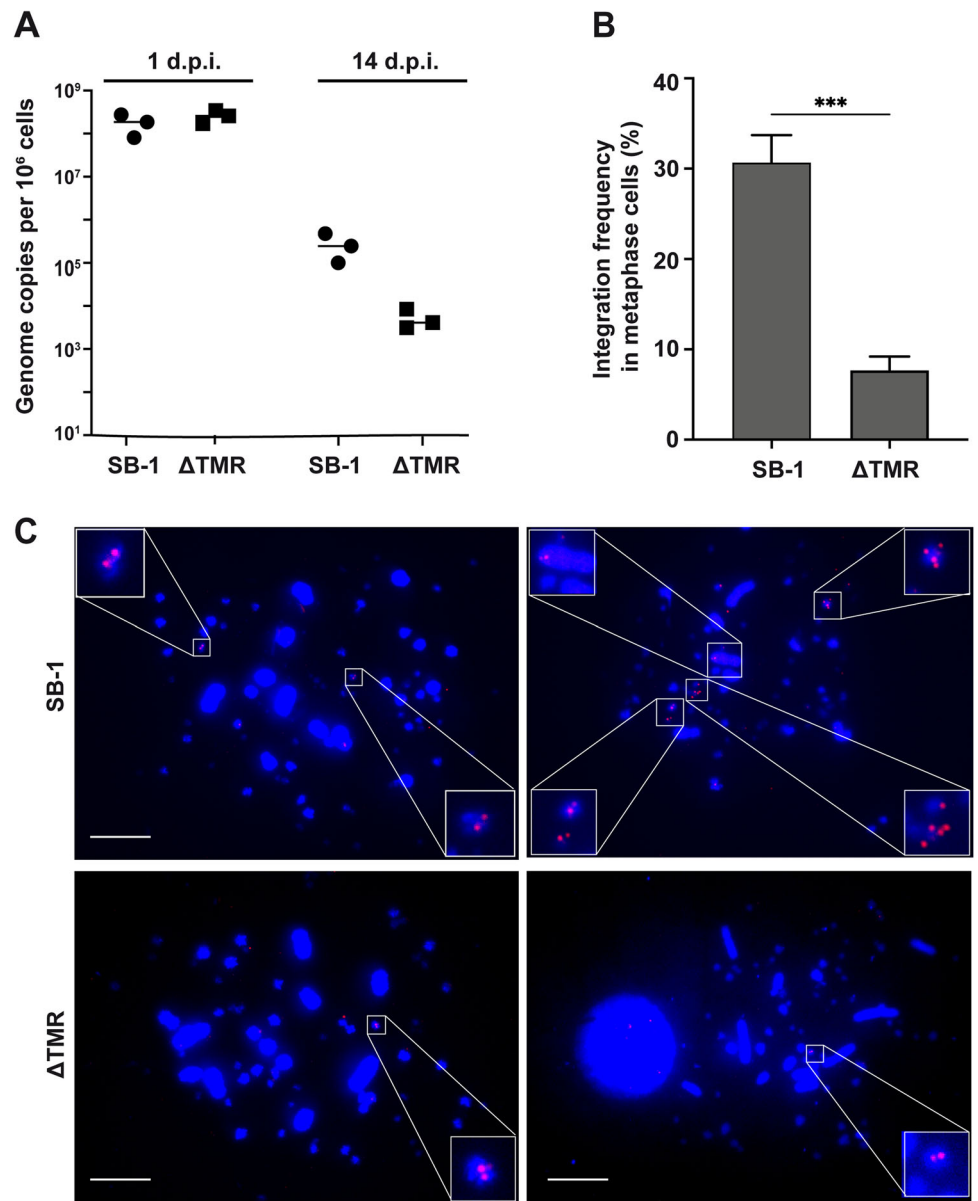 A
1 d.p.i.
14 d.p.i.
Genome copies per 10⁶ cells
10⁹
10⁷
10⁵
10³
10¹
SB-1
ΔTMR
SB-1
ΔTMR
B
Integration frequency
in metaphase cells (%)
40
30
20
10
0
***
SB-1
ΔTMR
C
SB-1
ΔTMR